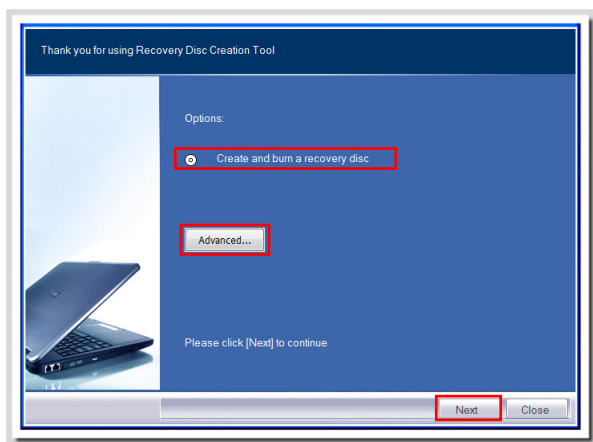 Thank you for using Recovery Disc Creation Tool
Options:
Create and burn a recovery disc
Advanced...
Please click [Next] to continue
Next Close